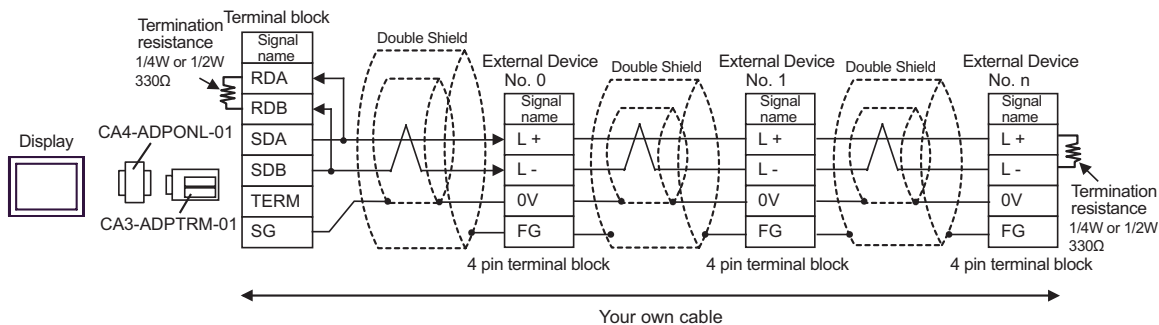 Termination
resistance
1/4W or 1/2W
330Ω
Terminal block
Signal
name
RDA
RDB
SDA
SDB
TERM
SG
Display
CA4-ADPONL-01
CA3-ADPTRM-01
Double Shield
External Device
No. 0
Signal
name
L +
L -
0V
FG
4 pin terminal block
Double Shield
External Device
No. 1
Signal
name
L +
L -
0V
FG
4 pin terminal block
Double Shield
External Device
No. n
Signal
name
L +
L -
0V
FG
4 pin terminal block
Termination
resistance
1/4W or 1/2W
330Ω
Your own cable